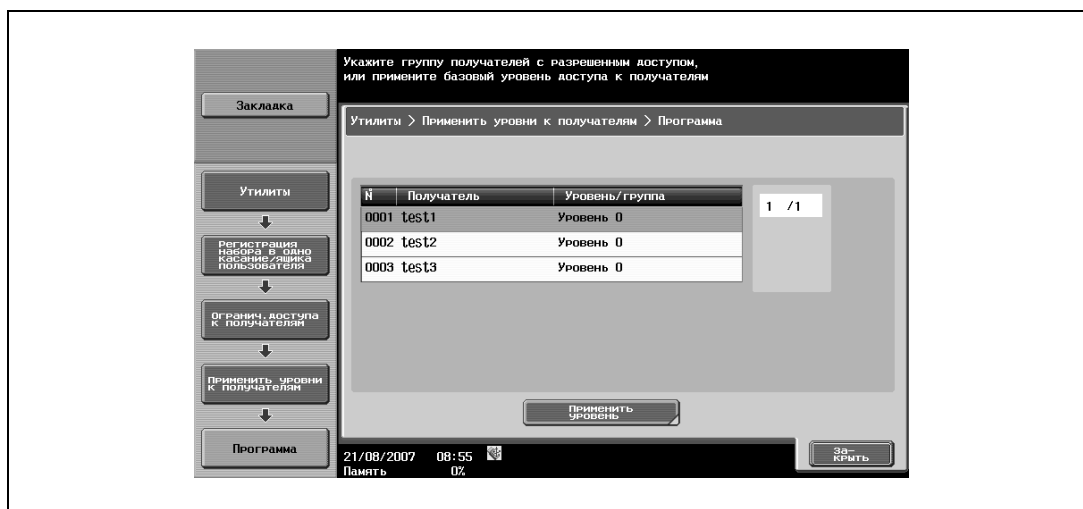 Укажите группу получателей с разрешенным доступом,
или примените базовый уровень доступа к получателям
Закладка
Утилиты > Применить уровни к получателям > Программа
Утилиты
Регистрация
набора в одно
касание/ящика
пользователя
Огранич.доступа
к получателям
Применить уровни
к получателям
Программа
N° Получатель Уровень/группа
0001 test1 Уровень 0
0002 test2 Уровень 0
0003 test3 Уровень 0
1 /1
Применить
уровень
21/08/2007 08:55
Память 0%
За-
крыть